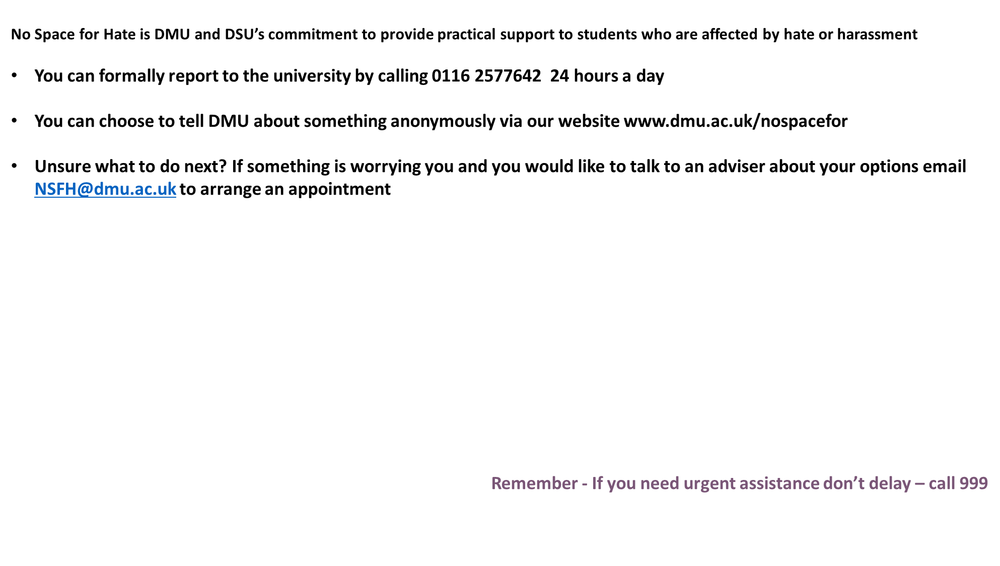 No Space for Hate is DMU and DSU’s commitment to provide practical support to students who are affected by hate or harassment
• You can formally report to the university by calling 0116 2577642  24 hours a day
• You can choose to tell DMU about something anonymously via our website www.dmu.ac.uk/nospacefor
• Unsure what to do next? If something is worrying you and you would like to talk to an adviser about your options email
NSFH@dmu.ac.uk to arrange an appointment
Remember - If you need urgent assistance don’t delay – call 999